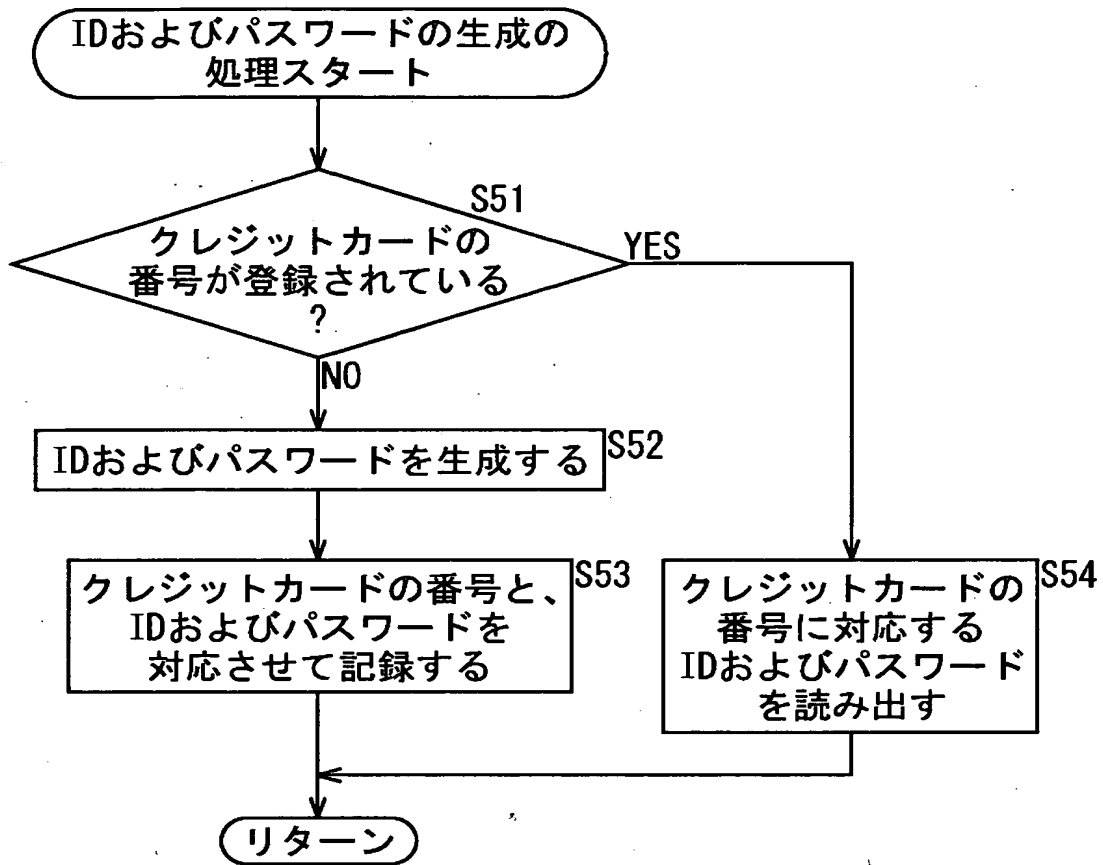 IDおよびパスワードの生成の
処理スタート
S51
クレジットカードの
番号が登録されている
?
YES
NO
IDおよびパスワードを生成する
S52
クレジットカードの番号と、
IDおよびパスワードを
対応させて記録する
S53
クレジットカードの
番号に対応する
IDおよびパスワード
を読み出す
S54
リターン